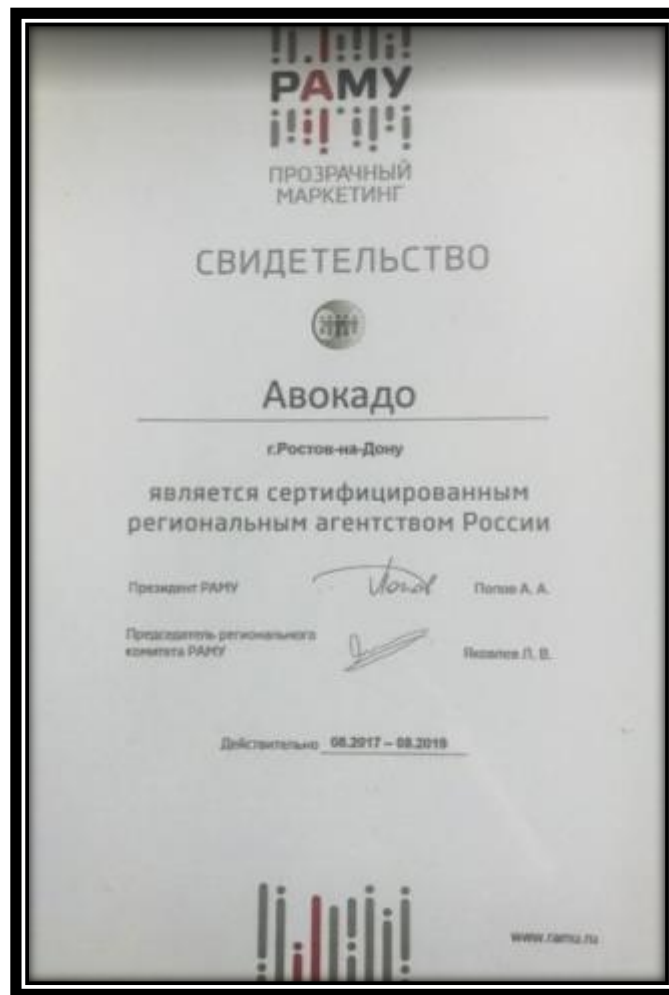 РАМУ
ПРОЗРАЧНЫЙ
МАРКЕТИНГ
СВИДЕТЕЛЬСТВО
Авокадо
г.Ростов-на-Дону
является сертифицированным
региональным агентством России
Президент РАМУ Попов А. А.
Председатель регионального
комитета РАМУ Яковлев Л. В.
Действительно 08.2017 – 08.2019
www.ramu.ru